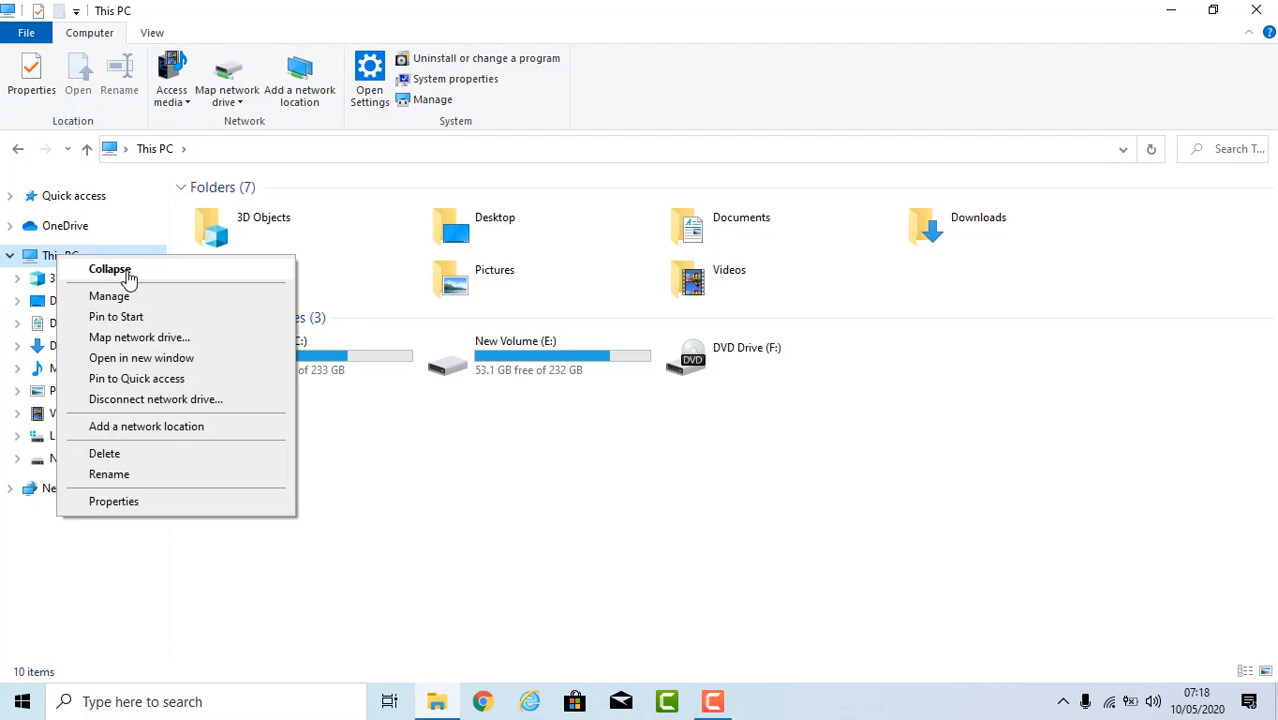 This PC
File Computer View
Properties Open Rename
Access media Map network drive Add a network location
Open Settings
Uninstall or change a program
System properties
Manage
Location Network System
This PC
Search T...
Quick access
OneDrive
Folders (7)
3D Objects
Desktop
Documents
Downloads
Pictures
Videos
Collapse
Manage
Pin to Start
Map network drive...
Open in new window
Pin to Quick access
Disconnect network drive...
Add a network location
Delete
Rename
Properties
es (3)
C:)
of 233 GB
New Volume (E:)
53.1 GB free of 232 GB
DVD Drive (F:)
DVD
10 items
Type here to search
07:18
10/05/2020